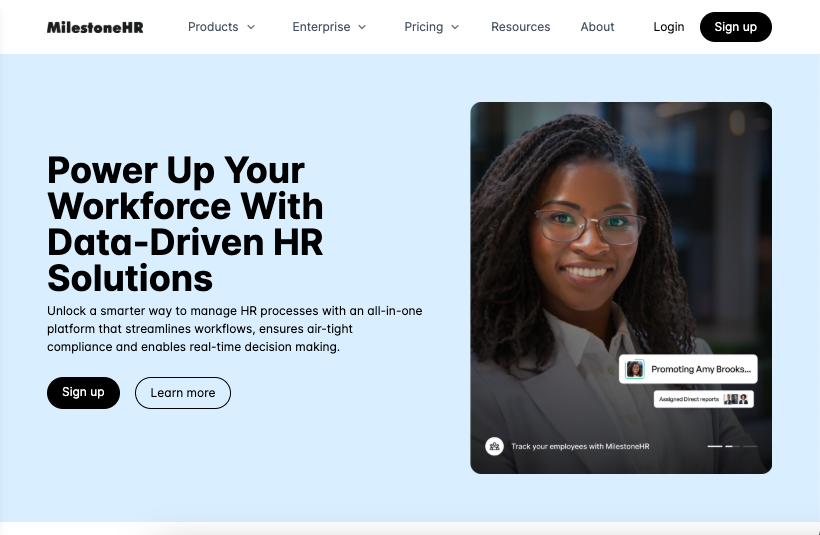 MilestoneHR
Products
Enterprise
Pricing
Resources
About
Login
Sign up
Power Up Your
Workforce With
Data-Driven HR
Solutions
Unlock a smarter way to manage HR processes with an all-in-one
platform that streamlines workflows, ensures air-tight
compliance and enables real-time decision making.
Sign up
Learn more
Promoting Amy Brooks...
Assigned Direct reports
Track your employees with MilestoneHR